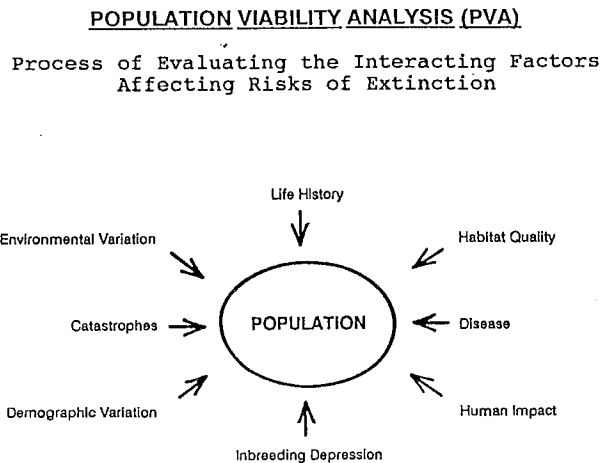 POPULATION VIABILITY ANALYSIS (PVA)
Process of Evaluating the Interacting Factors
Affecting Risks of Extinction
Life History
Environmental Variation
Habitat Quality
Catastrophes
POPULATION
Disease
Demographic Variation
Human Impact
Inbreeding Depression